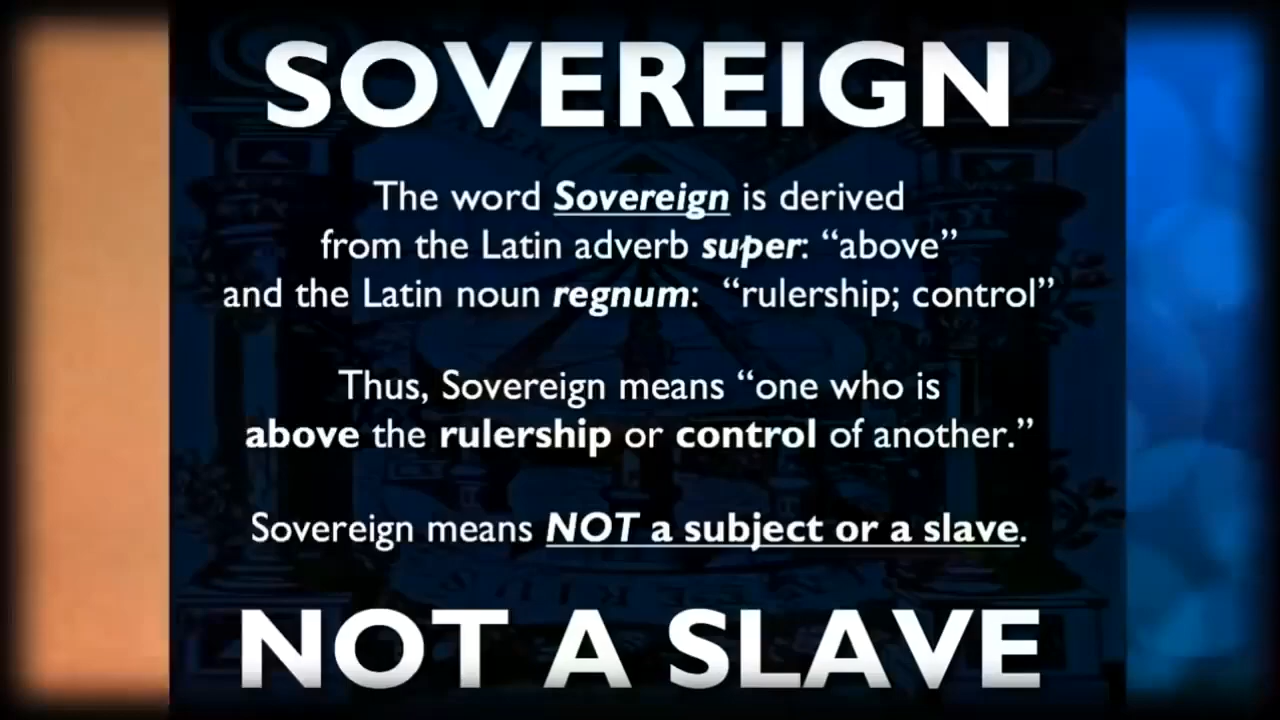 SOVEREIGN
The word Sovereign is derived
from the Latin adverb super: “above”
and the Latin noun regnum: “rulership; control”
Thus, Sovereign means “one who is
above the rulership or control of another.”
Sovereign means NOT a subject or a slave.
NOT A SLAVE